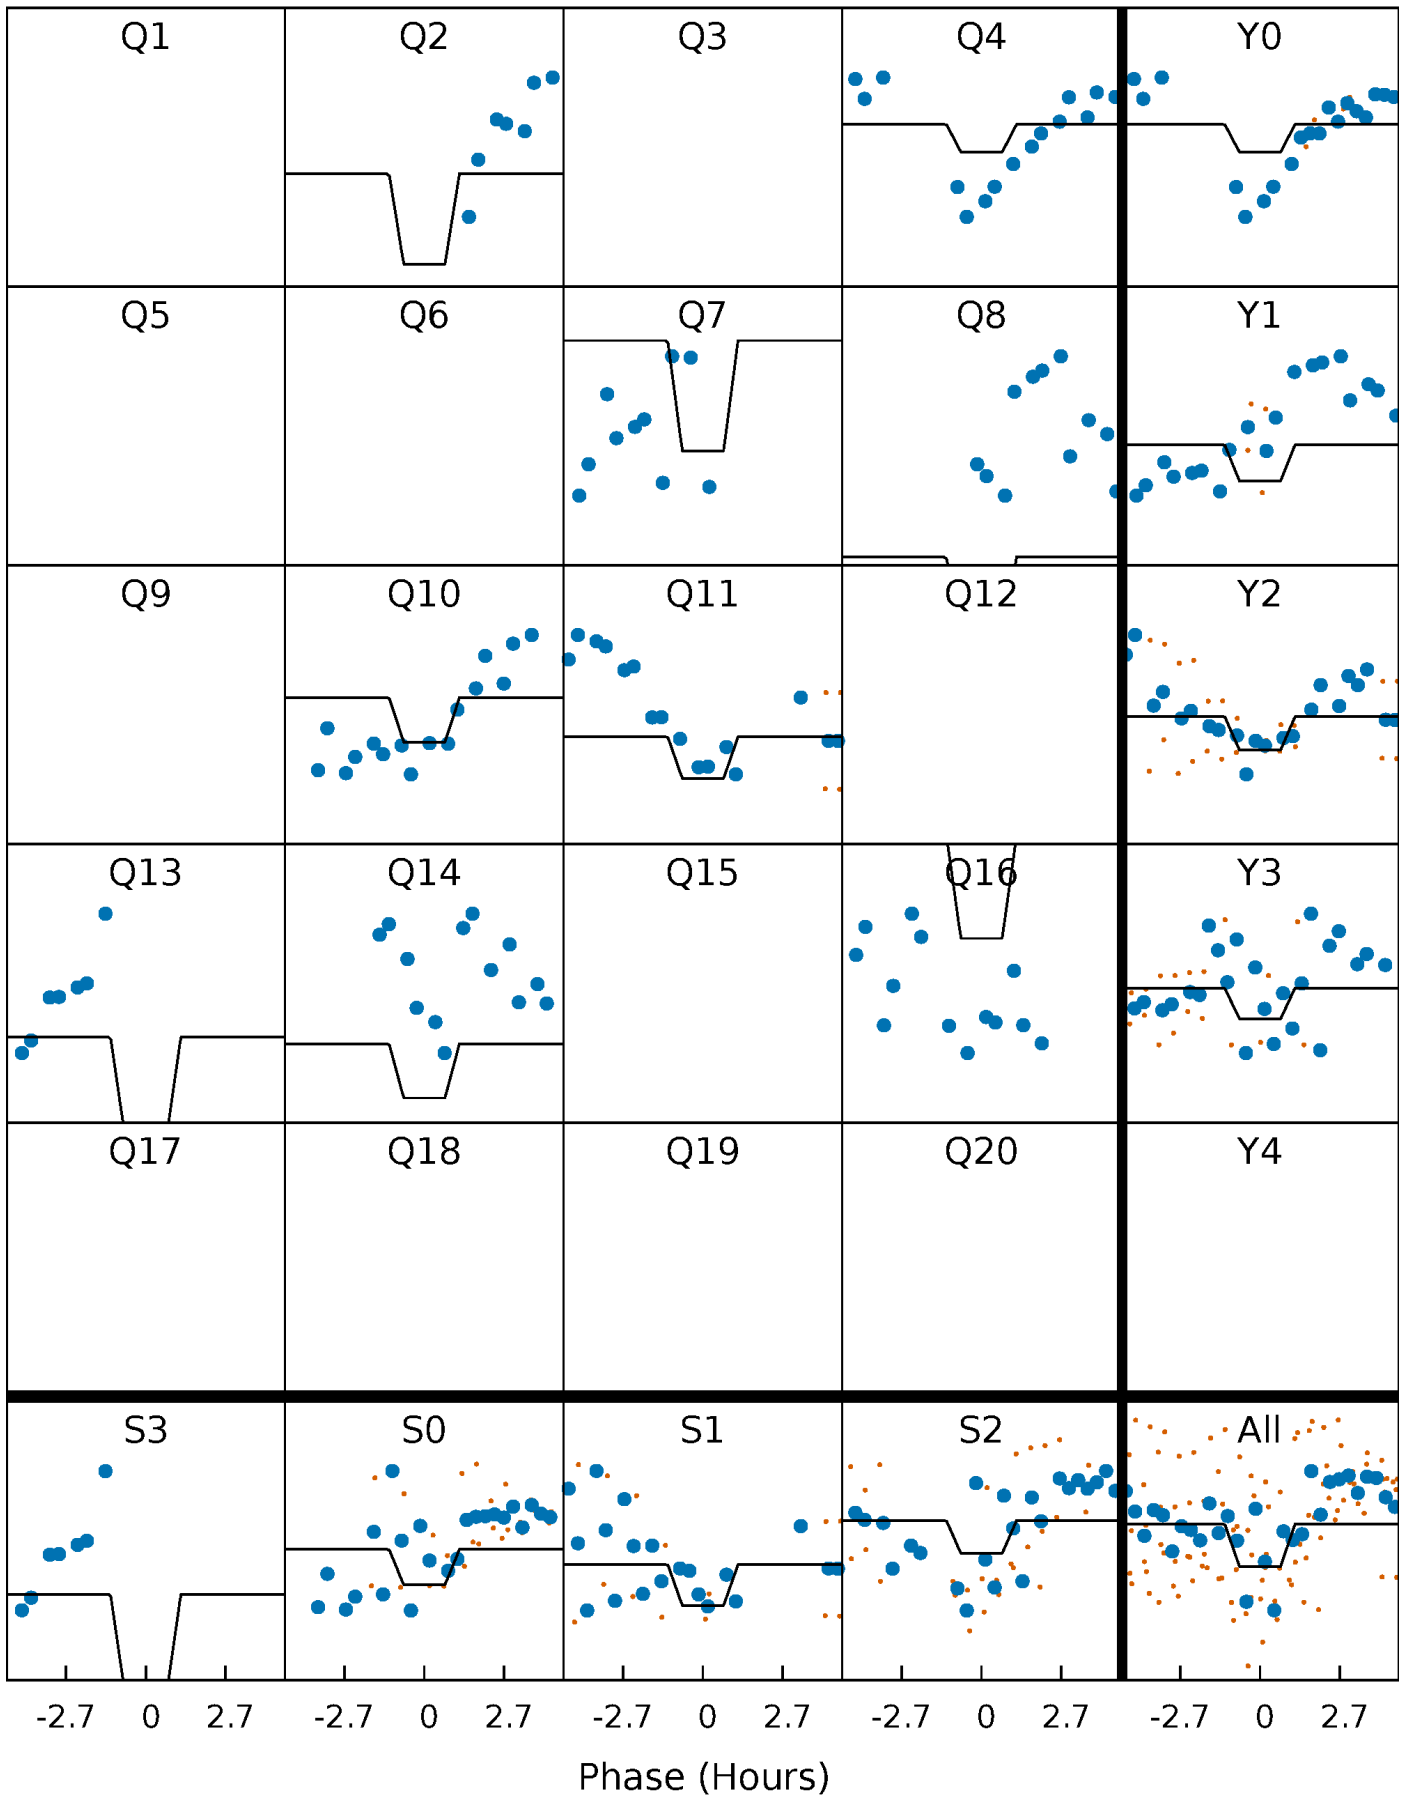 Q1 Q2 Q3 Q4 Y0
Q5 Q6 Q7 Q8 Y1
Q9 Q10 Q11 Q12 Y2
Q13 Q14 Q15 Q16 Y3
Q17 Q18 Q19 Q20 Y4
S3 S0 S1 S2 All
-2.7 0 2.7 -2.7 0 2.7 -2.7 0 2.7 -2.7 0 2.7 -2.7 0 2.7
Phase (Hours)